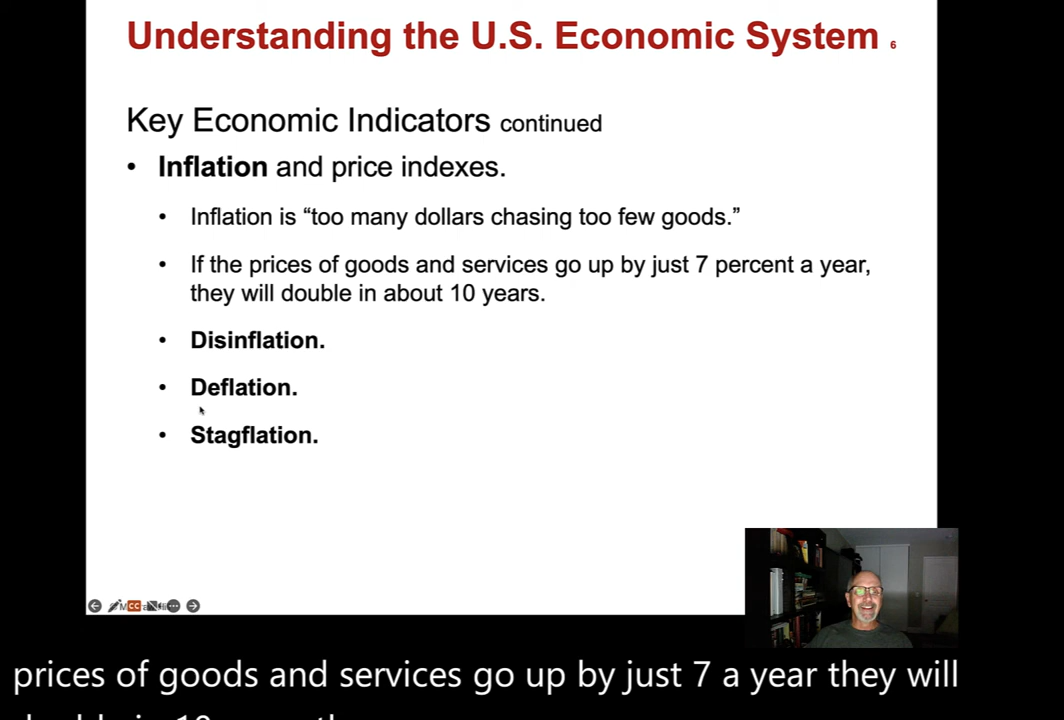 Understanding the U.S. Economic System 6
Key Economic Indicators continued
• Inflation and price indexes.
• Inflation is “too many dollars chasing too few goods.”
• If the prices of goods and services go up by just 7 percent a year,
they will double in about 10 years.
• Disinflation.
• Deflation.
• Stagflation.
CC
prices of goods and services go up by just 7 a year they will